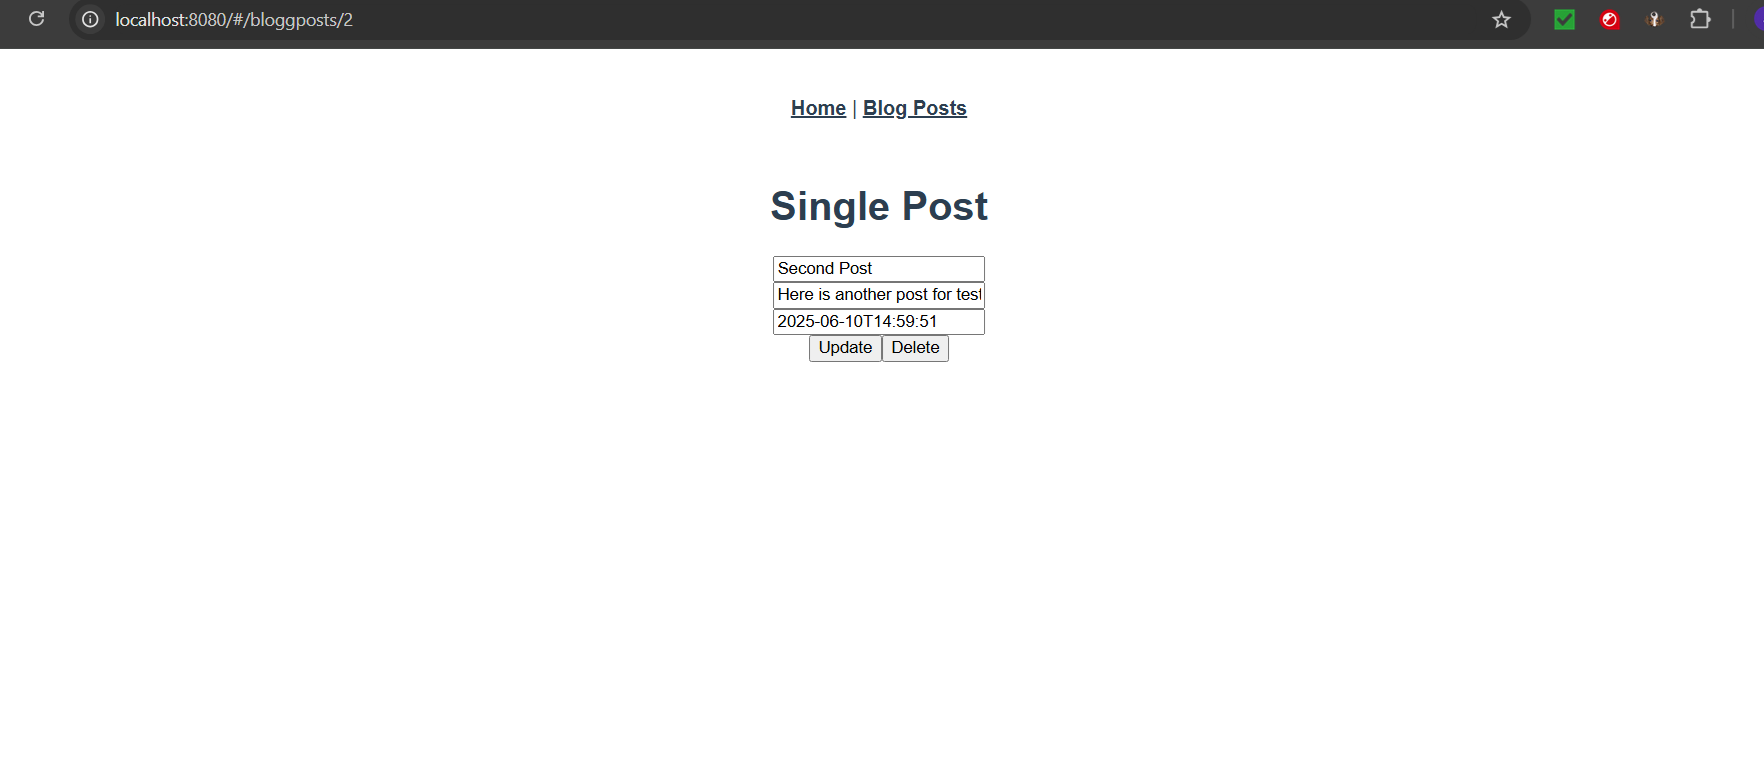 localhost:8080/#/bloggposts/2
Home | Blog Posts
Single Post
Second Post
Here is another post for test
2025-06-10T14:59:51
Update Delete